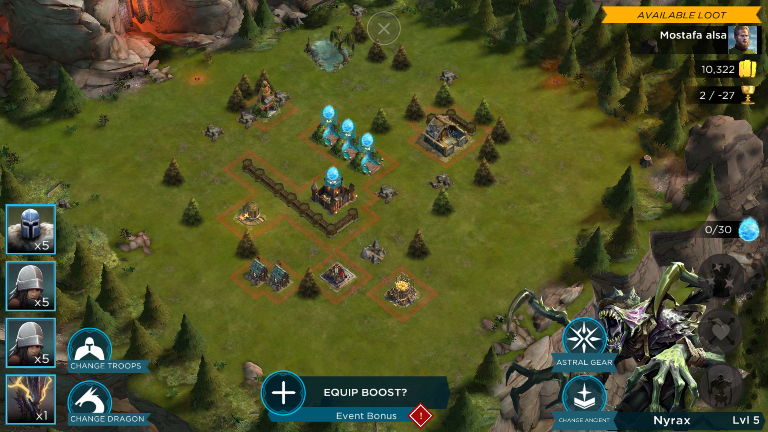 AVAILABLE LOOT
Mostafa alsa
10,322
2 / -27
0/30
x5
x5
x5
x1
CHANGE TROOPS
CHANGE DRAGON
EQUIP BOOST?
Event Bonus
!
ASTRAL GEAR
CHANGE ANCIENT
Nyrax
Lvl 5